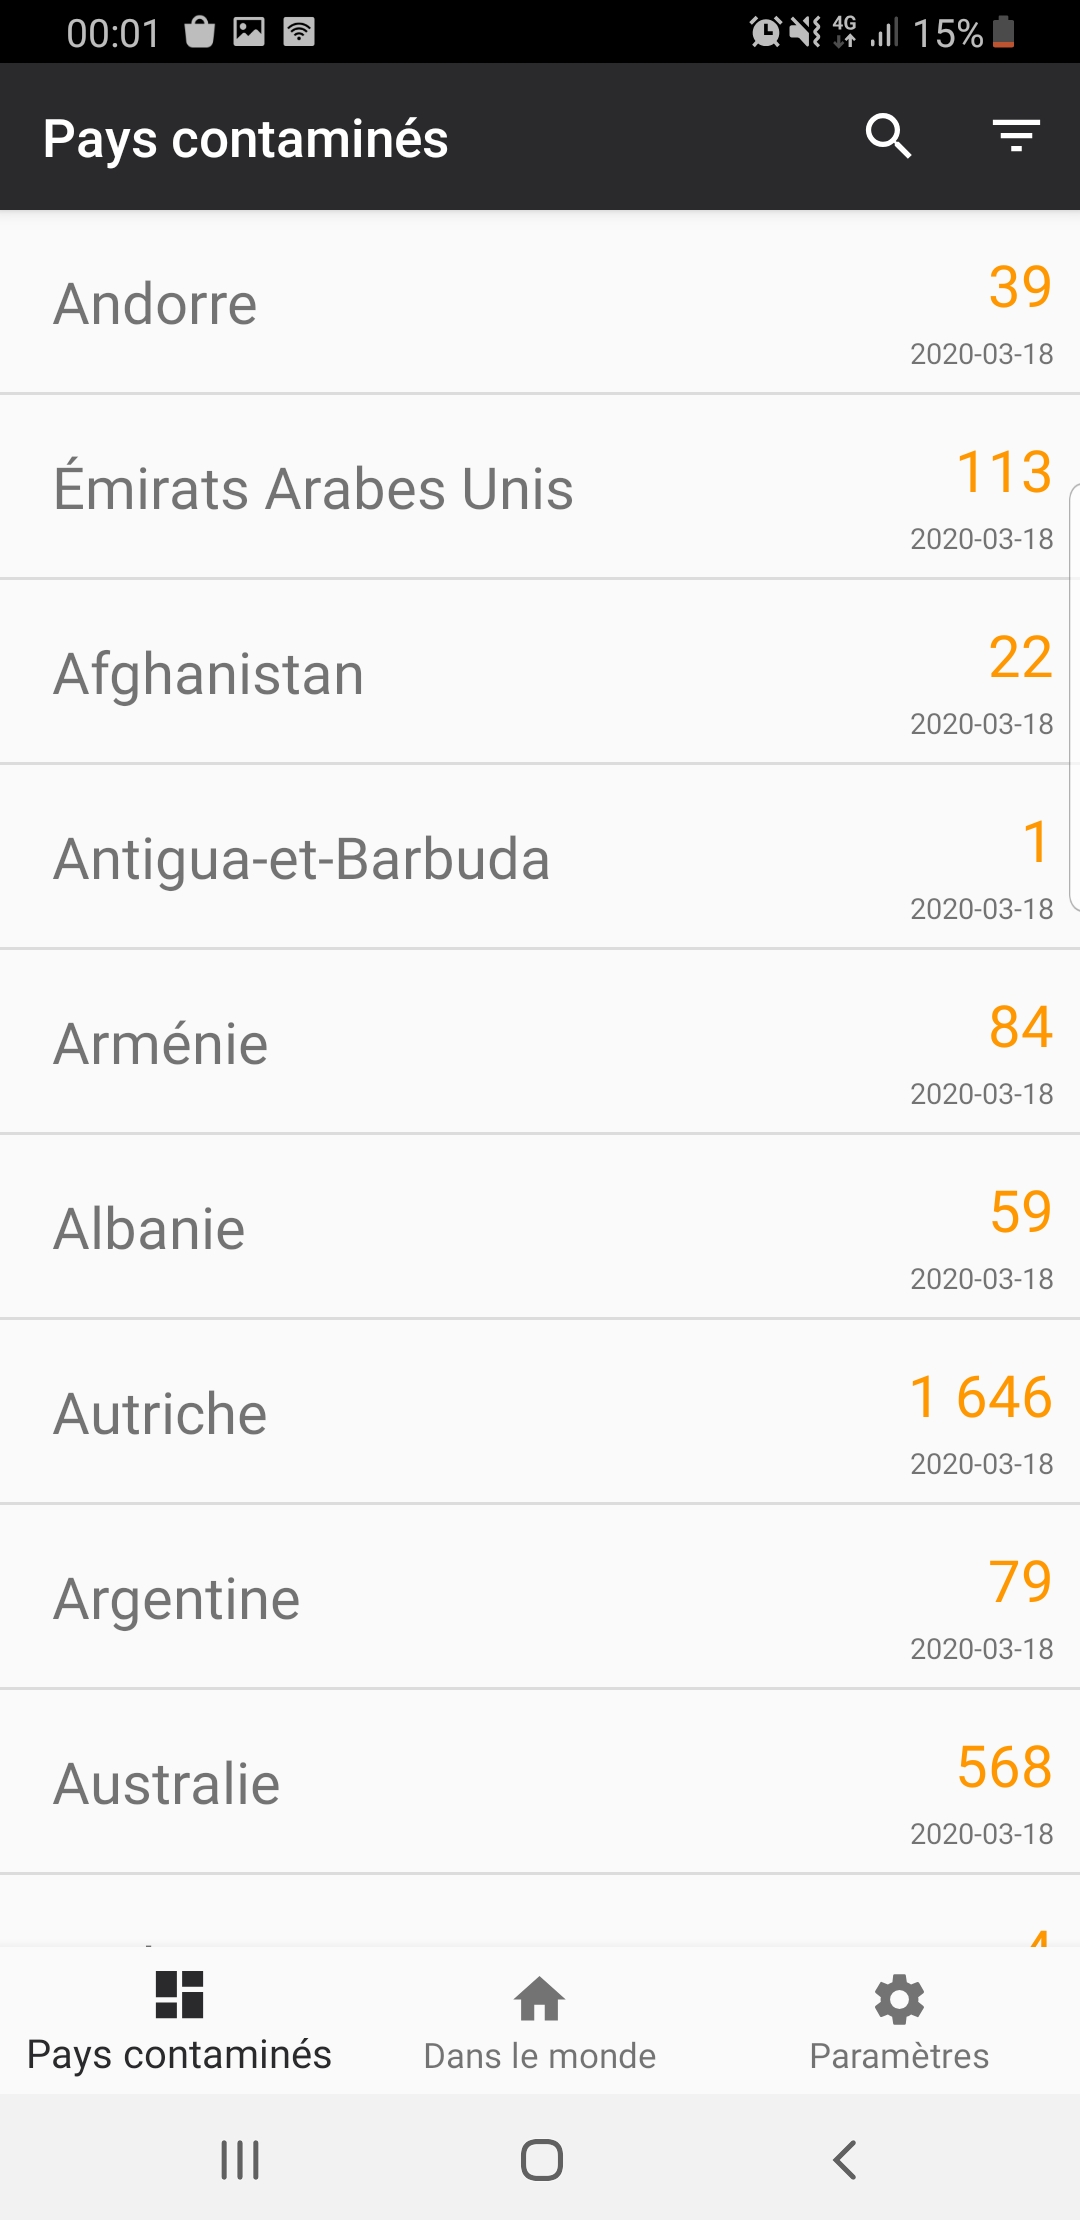 00:01 4G 15%
Pays contaminés
Andorre 39
2020-03-18
Émirats Arabes Unis 113
2020-03-18
Afghanistan 22
2020-03-18
Antigua-et-Barbuda 1
2020-03-18
Arménie 84
2020-03-18
Albanie 59
2020-03-18
Autriche 1 646
2020-03-18
Argentine 79
2020-03-18
Australie 568
2020-03-18
4
Pays contaminés Dans le monde Paramètres